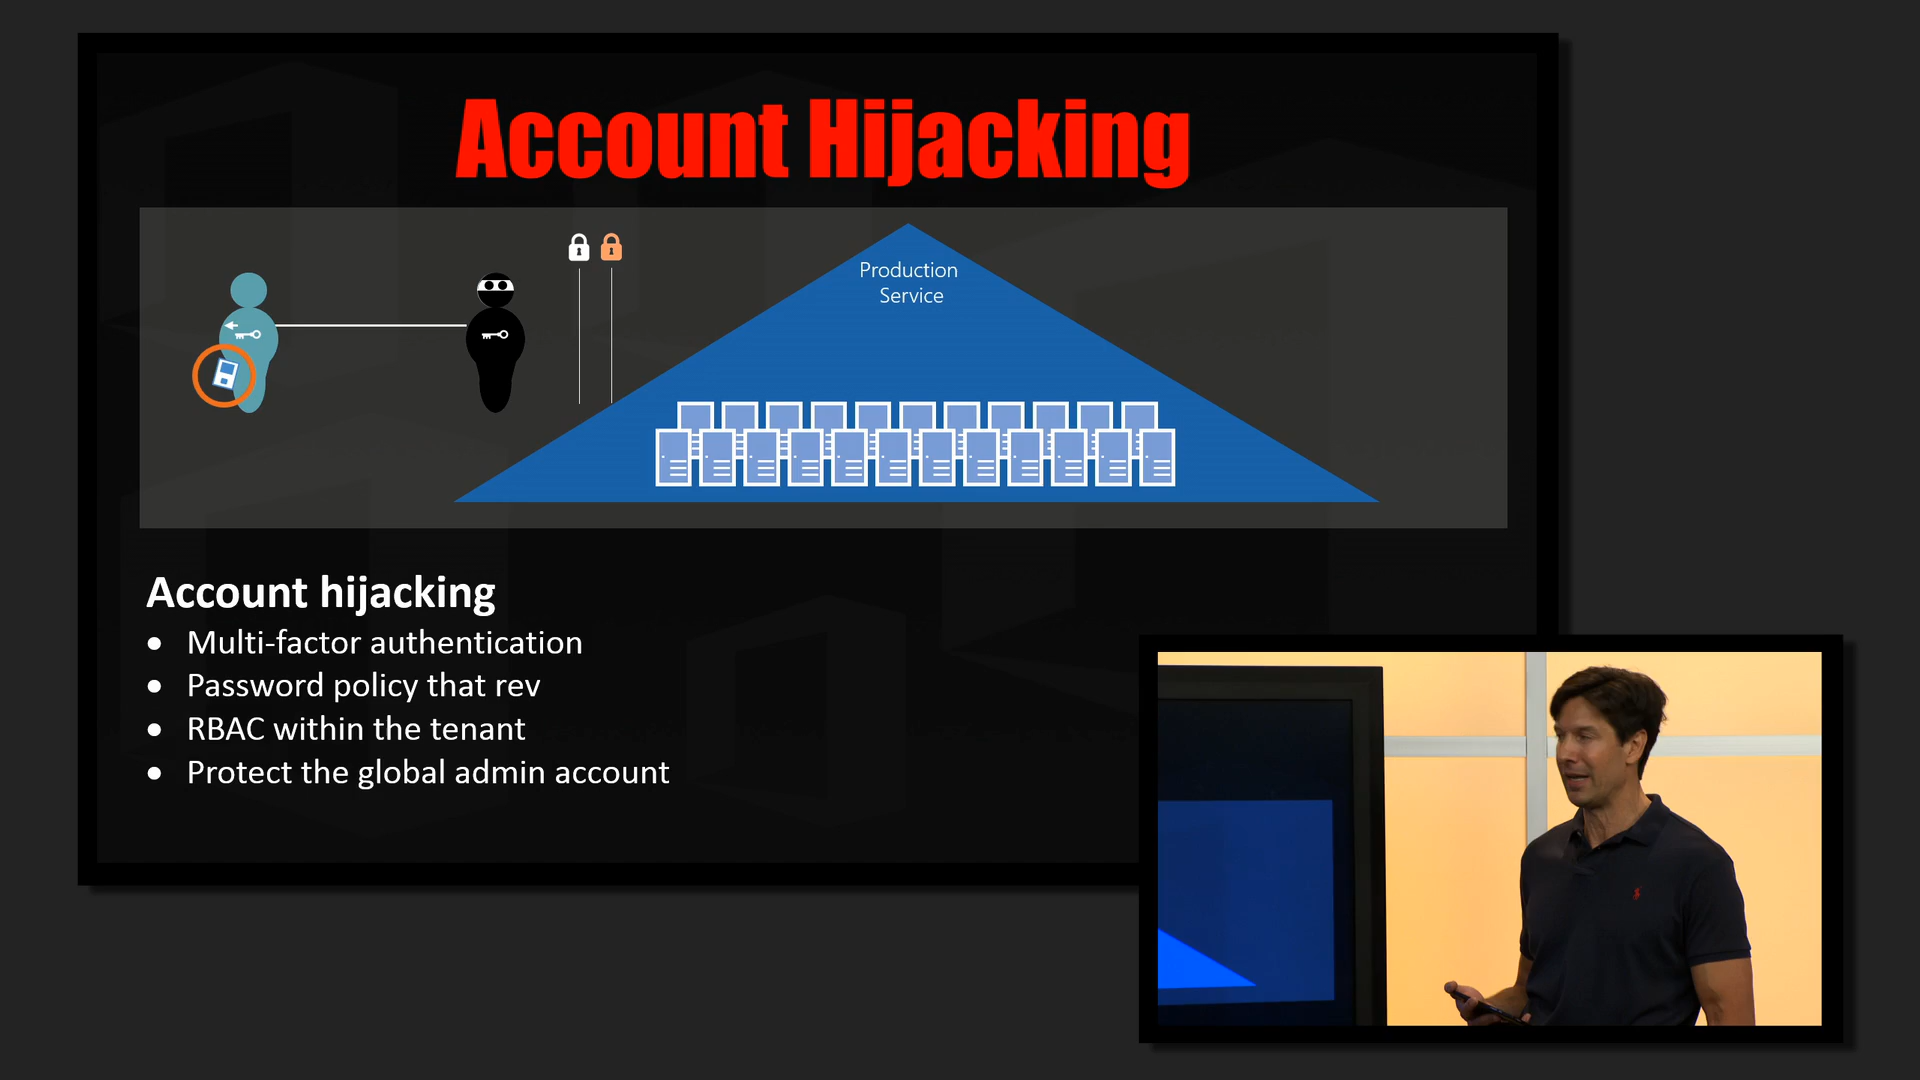 Account Hijacking
Production
Service
Account hijacking
• Multi-factor authentication
• Password policy that rev
• RBAC within the tenant
• Protect the global admin account